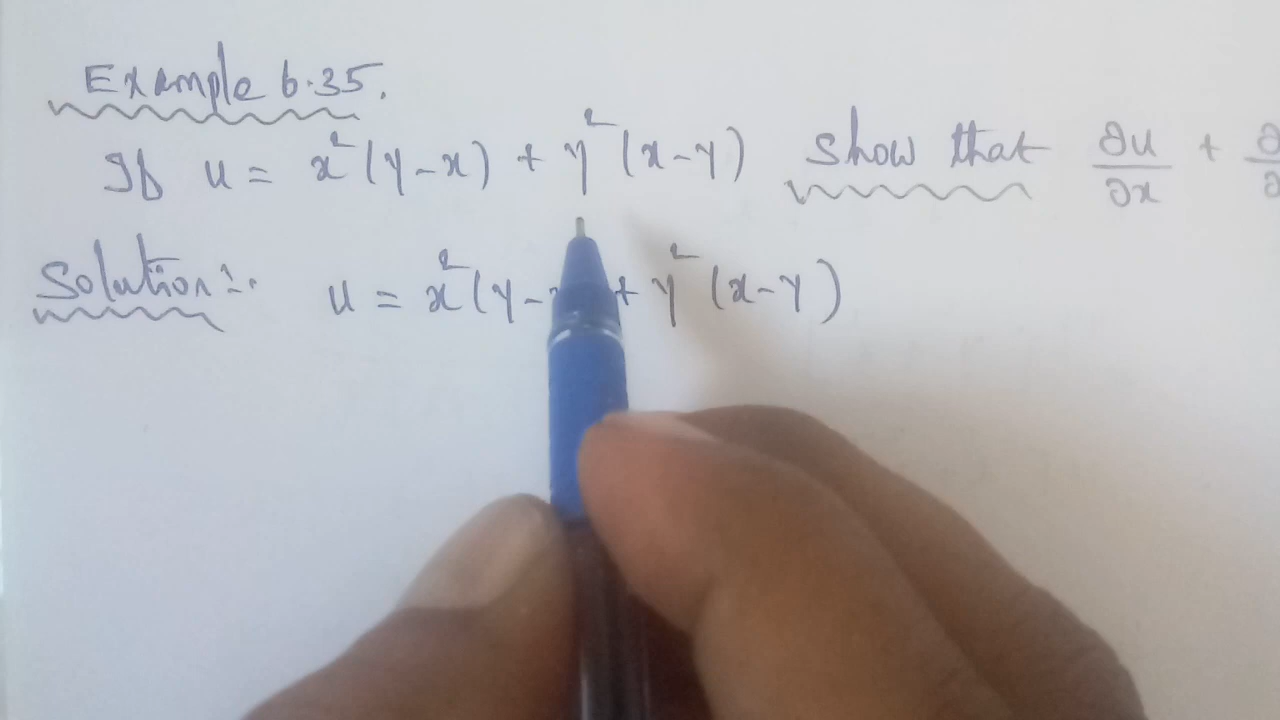 Example 6.35.
If u = x²(y-x) + y²(x-y) show that ∂u/∂x + ∂
Solution:- u = x²(y-x + y²(x-y)